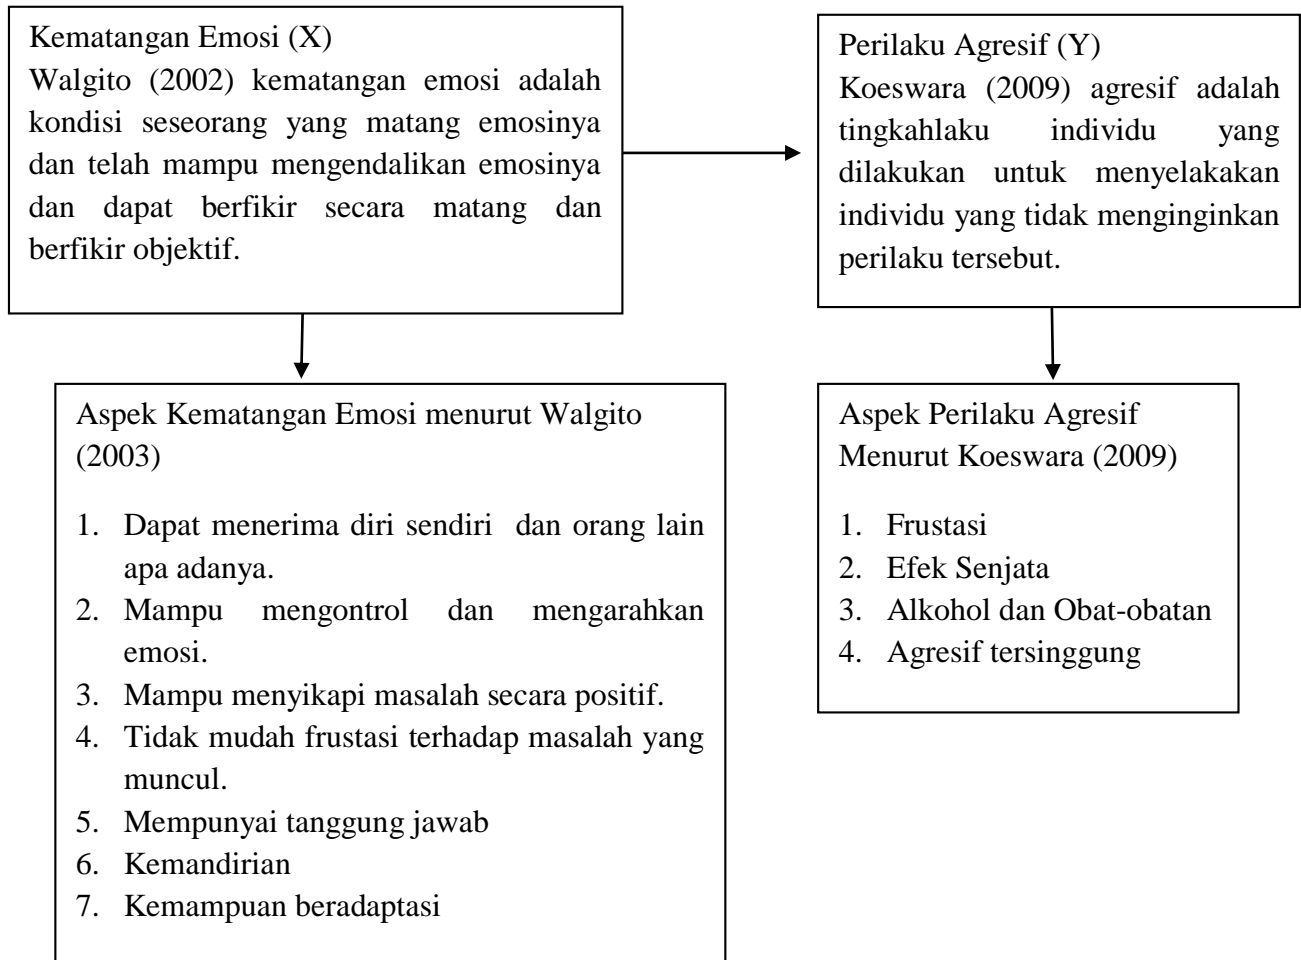 Kematangan Emosi (X)
Walgito (2002) kematangan emosi adalah
kondisi seseorang yang matang emosinya
dan telah mampu mengendalikan emosinya
dan dapat berfikir secara matang dan
berfikir objektif.
Perilaku Agresif (Y)
Koeswara (2009) agresif adalah
tingkahlaku individu yang
dilakukan untuk menyelakakan
individu yang tidak menginginkan
perilaku tersebut.
Aspek Kematangan Emosi menurut Walgito
(2003)
1. Dapat menerima diri sendiri dan orang lain
apa adanya.
2. Mampu mengontrol dan mengarahkan
emosi.
3. Mampu menyikapi masalah secara positif.
4. Tidak mudah frustasi terhadap masalah yang
muncul.
5. Mempunyai tanggung jawab
6. Kemandirian
7. Kemampuan beradaptasi
Aspek Perilaku Agresif
Menurut Koeswara (2009)
1. Frustasi
2. Efek Senjata
3. Alkohol dan Obat-obatan
4. Agresif tersinggung